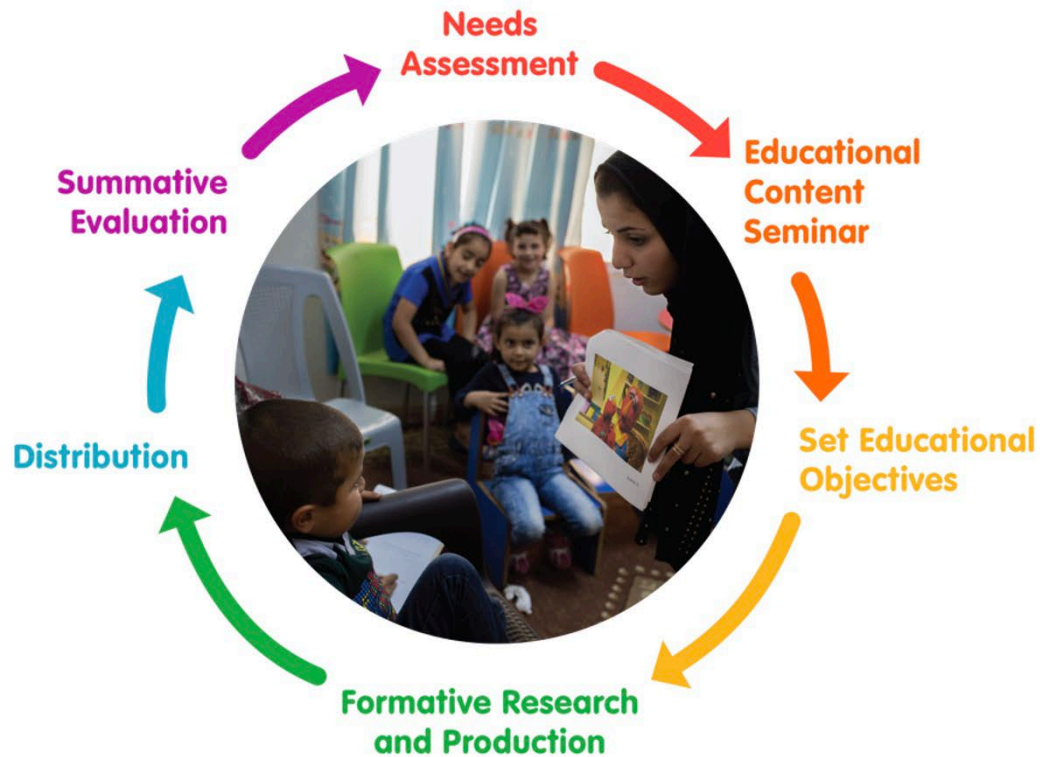 Needs
Assessment
Educational
Content
Seminar
Set Educational
Objectives
Formative Research
and Production
Distribution
Summative
Evaluation